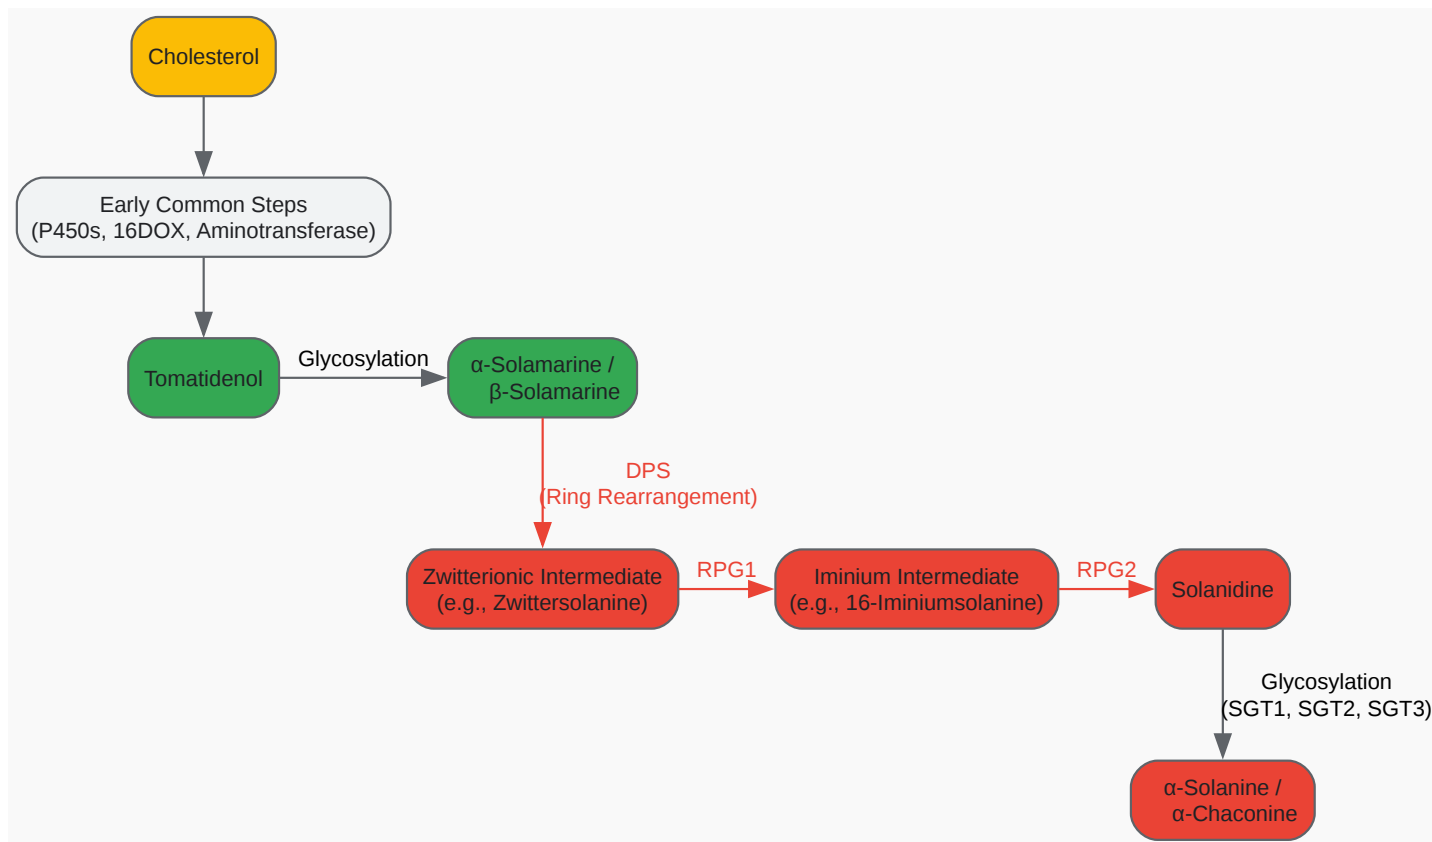 Cholesterol
Early Common Steps
(P450s, 16DOX, Aminotransferase)
Tomatidenol
Glycosylation
α-Solamarine /
β-Solamarine
DPS
(Ring Rearrangement)
Zwitterionic Intermediate
(e.g., Zwittersolanine)
RPG1
Iminium Intermediate
(e.g., 16-Iminiumsolanine)
RPG2
Solanidine
Glycosylation
(SGT1, SGT2, SGT3)
α-Solanine /
α-Chaconine